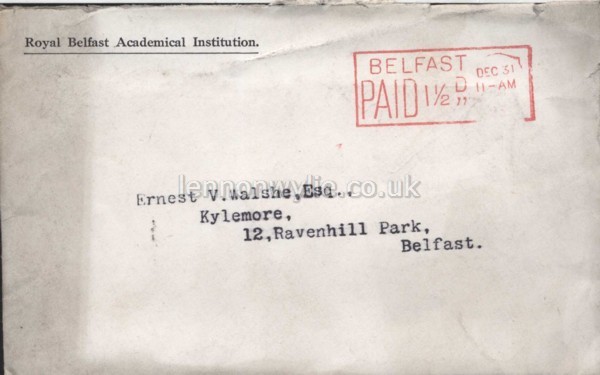 Royal Belfast Academical Institution.
BELFAST
PAID 1½ D
DEC 31
11-AM
lennonwylie.co.uk
Ernest V.Walshe,Esq.,
Kylemore,
12,Ravenhill Park,
Belfast.